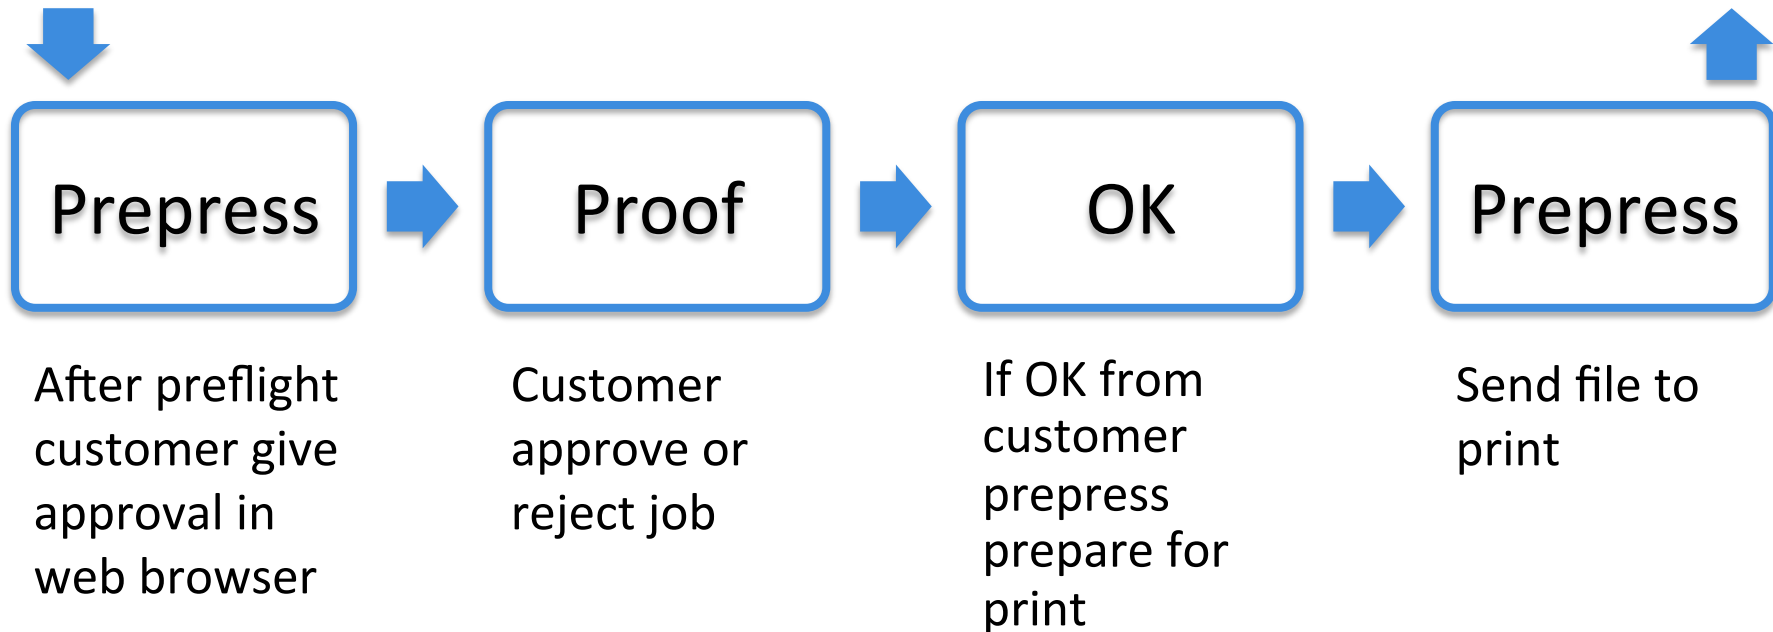 Prepress
Proof
OK
Prepress
After preflight
customer give
approval in
web browser
Customer
approve or
reject job
If OK from
customer
prepress
prepare for
print
Send file to
print